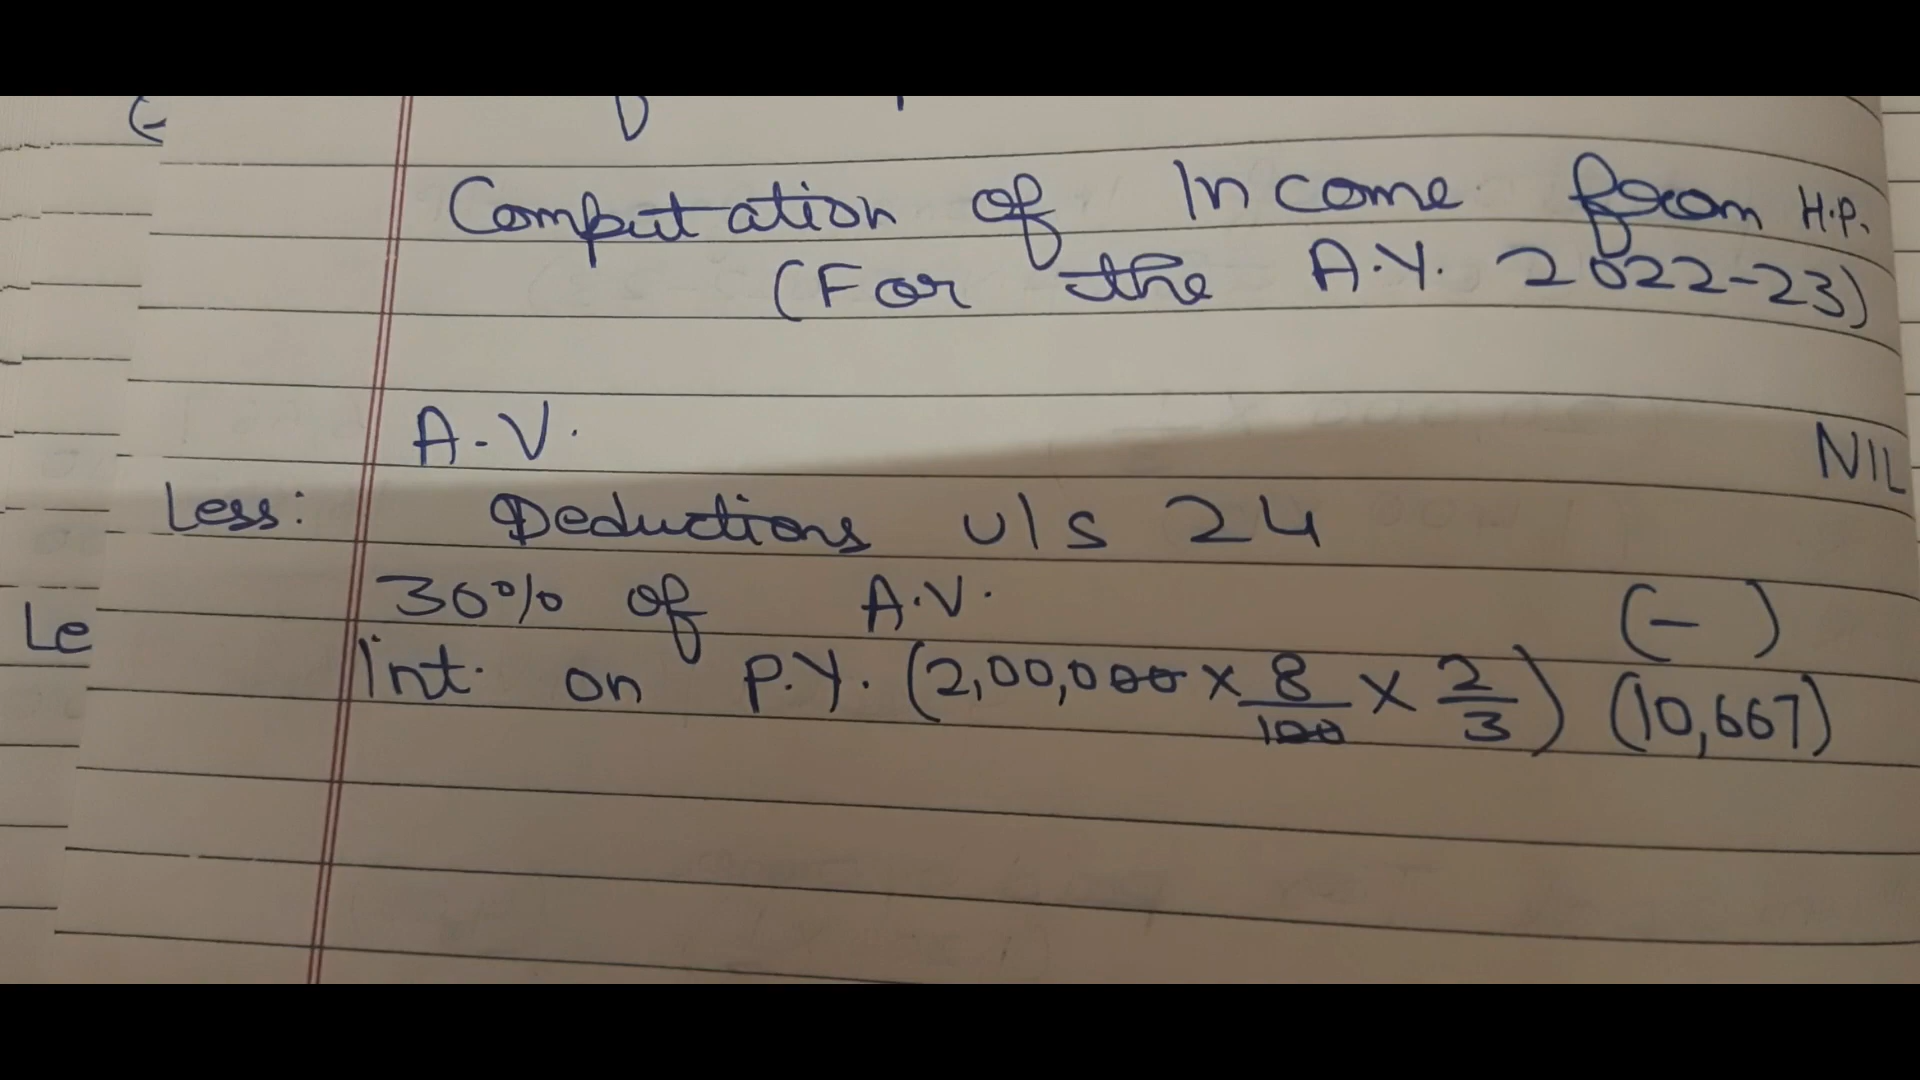 Computation of Income from H.P.
(For the A.Y. 2022-23)
A.V. NIL
Less: Deductions u/s 24
30% of A.V. (-)
Le
Int. on P.Y. (2,00,000 x 8/100 x 2/3) (10,667)